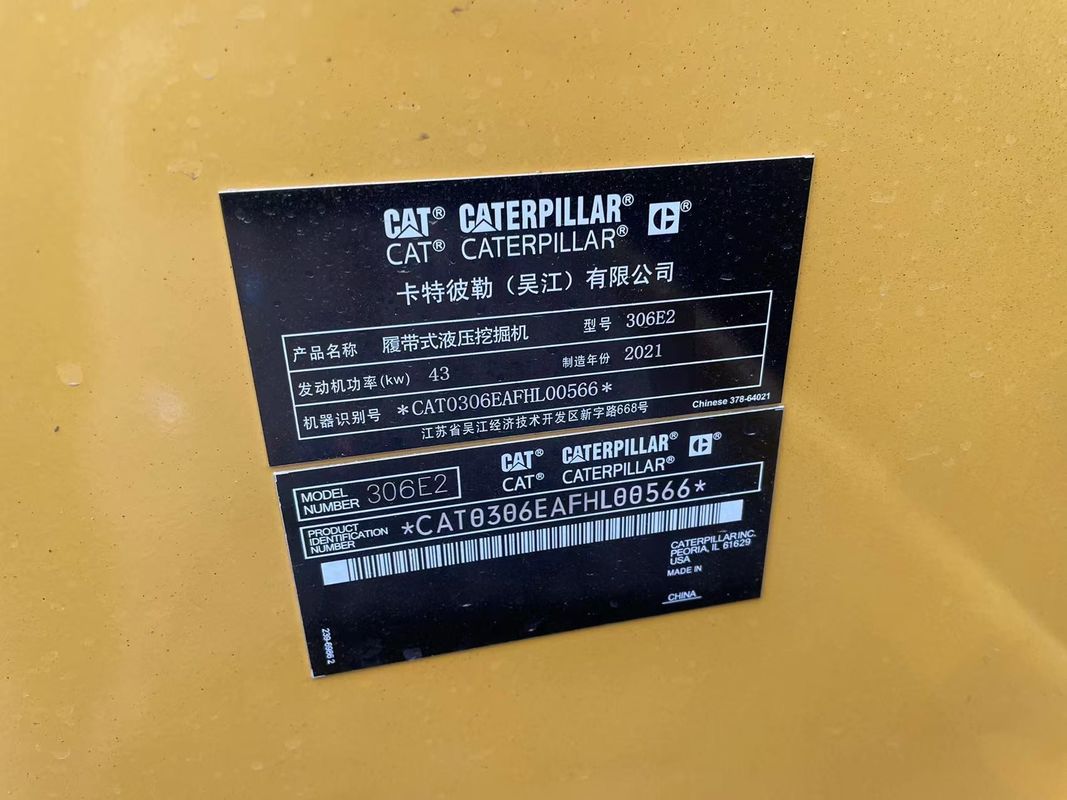 CAT® CATERPILLAR® C®
CAT® CATERPILLAR®
卡特彼勒（吴江）有限公司
产品名称 履带式液压挖掘机 型号 306E2
发动机功率(kw) 43 制造年份 2021
机器识别号 *CAT0306EAFHL00566*
江苏省吴江经济技术开发区新字路668号 Chinese 378-64021
CAT® CATERPILLAR® C®
CAT® CATERPILLAR®
MODEL NUMBER 306E2
PRODUCT IDENTIFICATION NUMBER *CAT0306EAFHL00566*
CATERPILLAR INC.
PEORIA, IL 61629
USA
MADE IN
CHINA
239-6986 2